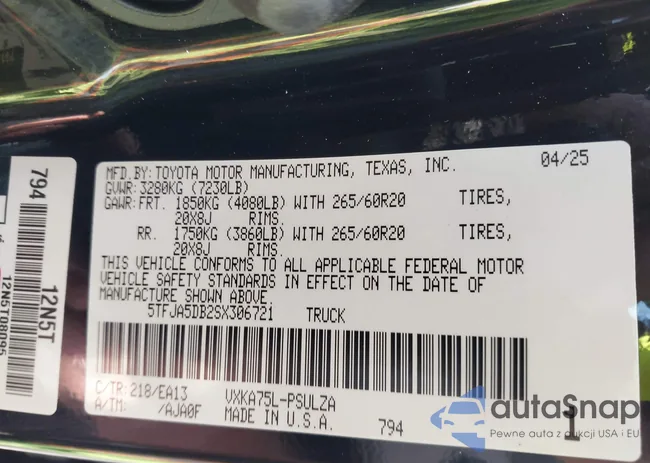 MFD.BY: TOYOTA MOTOR MANUFACTURING, TEXAS, INC. 04/25
GVWR: 3280KG (7230LB)
GAWR: FRT. 1850KG (4080LB) WITH 265/60R20 TIRES,
20X8J RIMS.
RR. 1750KG (3860LB) WITH 265/60R20 TIRES,
20X8J RIMS.
THIS VEHICLE CONFORMS TO ALL APPLICABLE FEDERAL MOTOR
VEHICLE SAFETY STANDARDS IN EFFECT ON THE DATE OF
MANUFACTURE SHOWN ABOVE.
5TFJA5DB2SX306721 TRUCK
C/TR: 218/EA13 VXKA75L-PSULZA
A/TM: /AJA0F MADE IN U.S.A. 794 1
794
12N5T
12N5T08095
autaSnap
Pewne auta z aukcji USA i EU